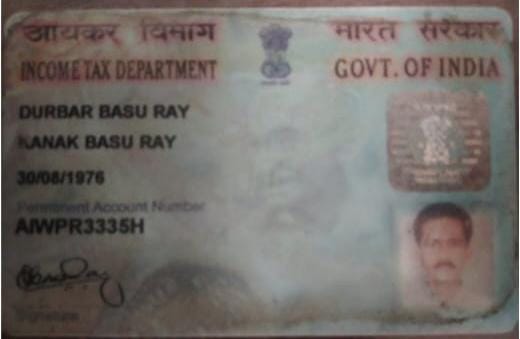 आयकर विभाग
भारत सरकार
INCOME TAX DEPARTMENT
GOVT. OF INDIA
DURBAR BASU RAY
KANAK BASU RAY
30/08/1976
Permanent Account Number
AIWPR3335H
Signature